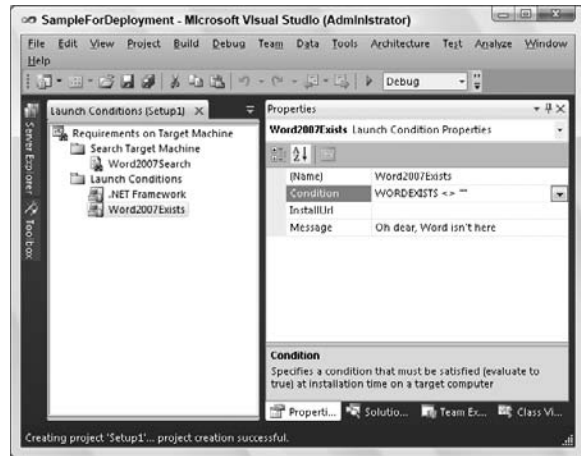 SampleForDeployment - Microsoft Visual Studio (Administrator)
File Edit View Project Build Debug Team Data Tools Architecture Test Analyze Window
Help
Debug
Server Explorer
Toolbox
Launch Conditions (Setup1)
Requirements on Target Machine
Search Target Machine
Word2007Search
Launch Conditions
.NET Framework
Word2007Exists
Properties
Word2007Exists Launch Condition Properties
(Name) Word2007Exists
Condition WORDEXISTS <> ""
InstallUrl
Message Oh dear, Word isn't here
Condition
Specifies a condition that must be satisfied (evaluate to
true) at installation time on a target computer
Properti... Solutio... Team Ex... Class Vi...
Creating project 'Setup1'... project creation successful.